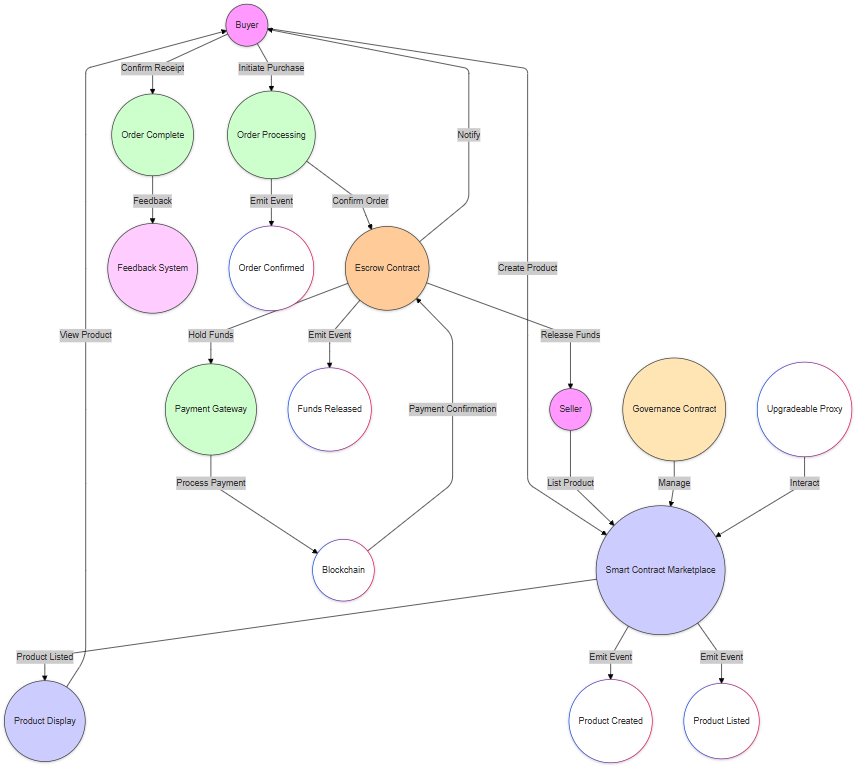 Buyer
Confirm Receipt
Initiate Purchase
Order Complete
Order Processing
Notify
Feedback
Emit Event
Confirm Order
Feedback System
Order Confirmed
Escrow Contract
Create Product
View Product
Hold Funds
Emit Event
Release Funds
Payment Gateway
Funds Released
Payment Confirmation
Seller
Governance Contract
Upgradeable Proxy
Process Payment
List Product
Manage
Interact
Blockchain
Smart Contract Marketplace
Product Listed
Emit Event
Emit Event
Product Display
Product Created
Product Listed